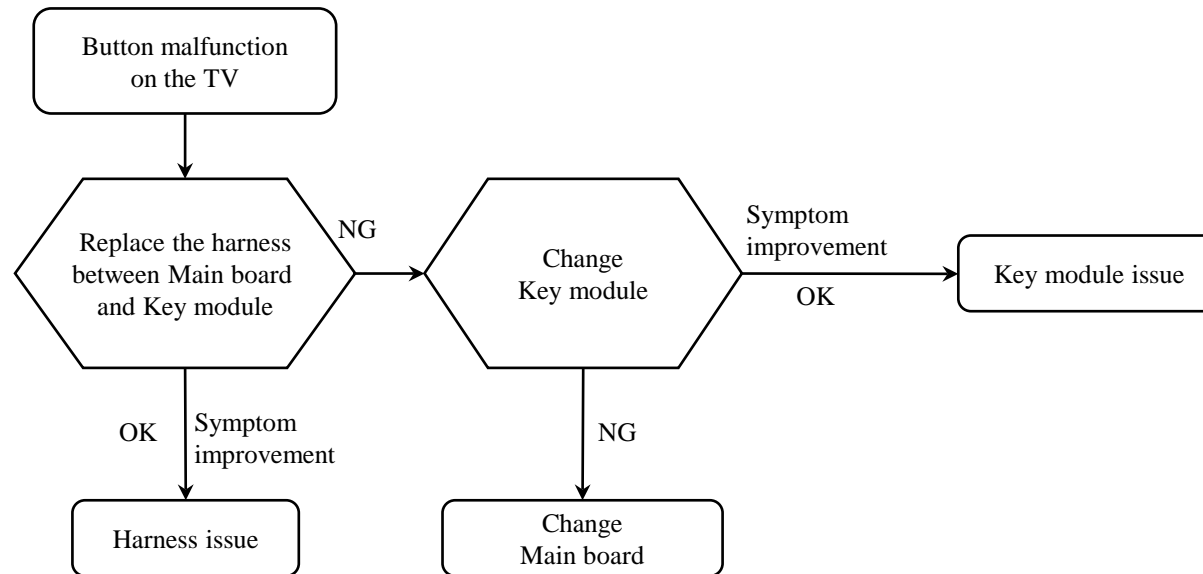 Button malfunction
on the TV
Replace the harness
between Main board
and Key module
NG
Change
Key module
Symptom
improvement
OK
Key module issue
OK
Symptom
improvement
Harness issue
NG
Change
Main board